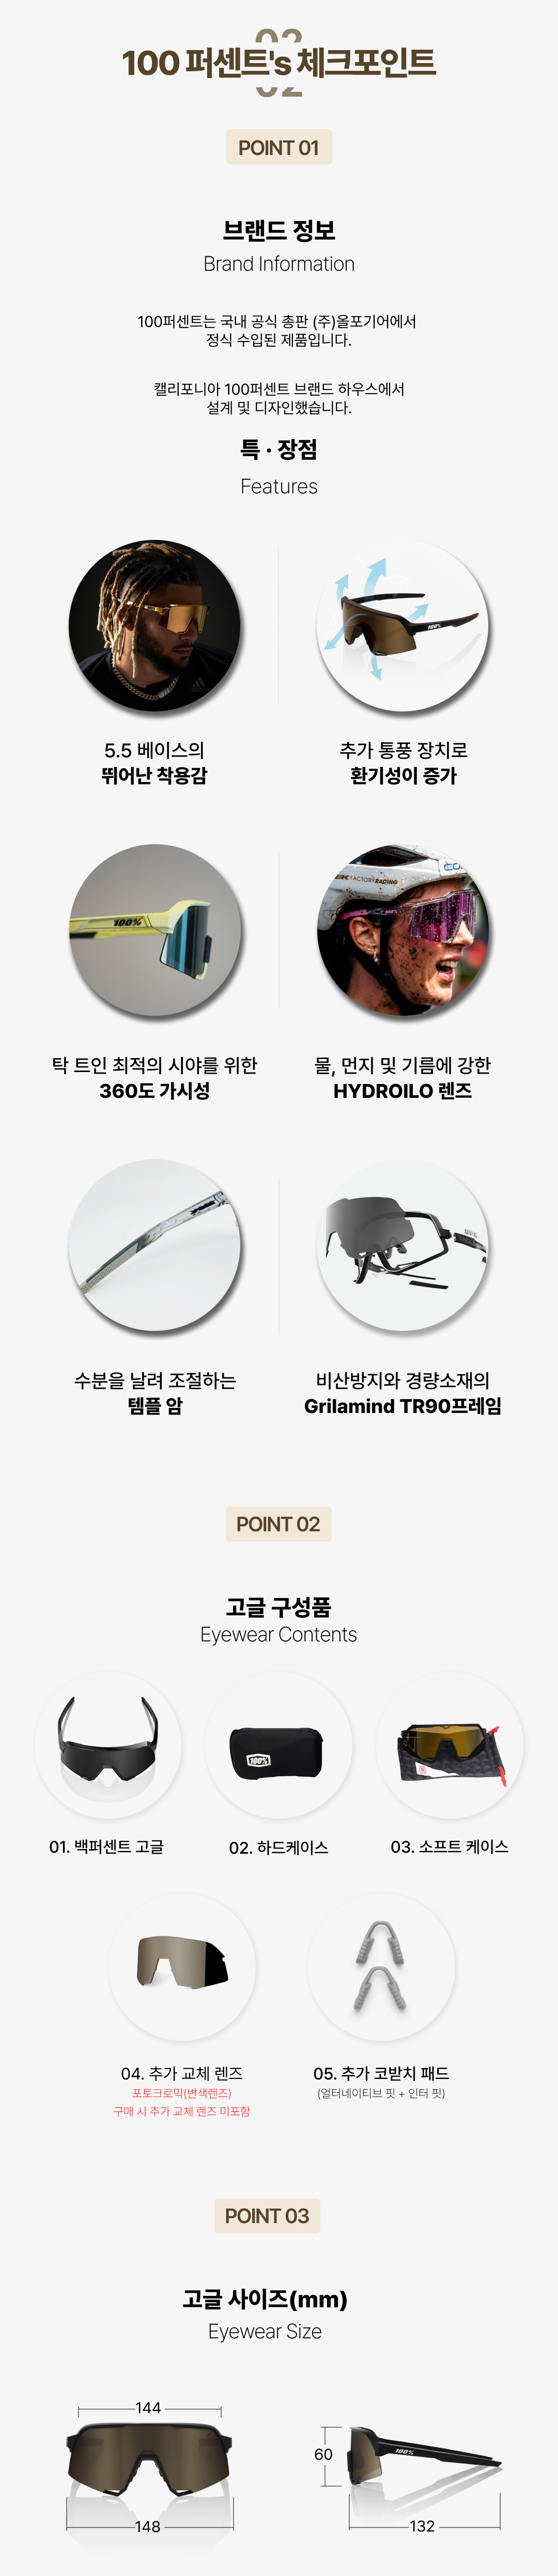 02
100 퍼센트's 체크포인트
POINT 01
브랜드 정보
Brand Information
100퍼센트는 국내 공식 총판 (주)올포기어에서
정식 수입된 제품입니다.
캘리포니아 100퍼센트 브랜드 하우스에서
설계 및 디자인했습니다.
특 · 장점
Features
100%
5.5 베이스의
뛰어난 착용감
추가 통풍 장치로
환기성이 증가
100%
EK FACTORY RACING
탁 트인 최적의 시야를 위한
360도 가시성
물, 먼지 및 기름에 강한
HYDROILO 렌즈
수분을 날려 조절하는
템플 암
비산방지와 경량소재의
Grilamind TR90프레임
POINT 02
고글 구성품
Eyewear Contents
100%
01. 백퍼센트 고글
02. 하드케이스
03. 소프트 케이스
04. 추가 교체 렌즈
포토크로믹(변색렌즈)
구매 시 추가 교체 렌즈 미포함
05. 추가 코받치 패드
(얼터네이티브 핏 + 인터 핏)
POINT 03
고글 사이즈(mm)
Eyewear Size
144
148
60
100%
132